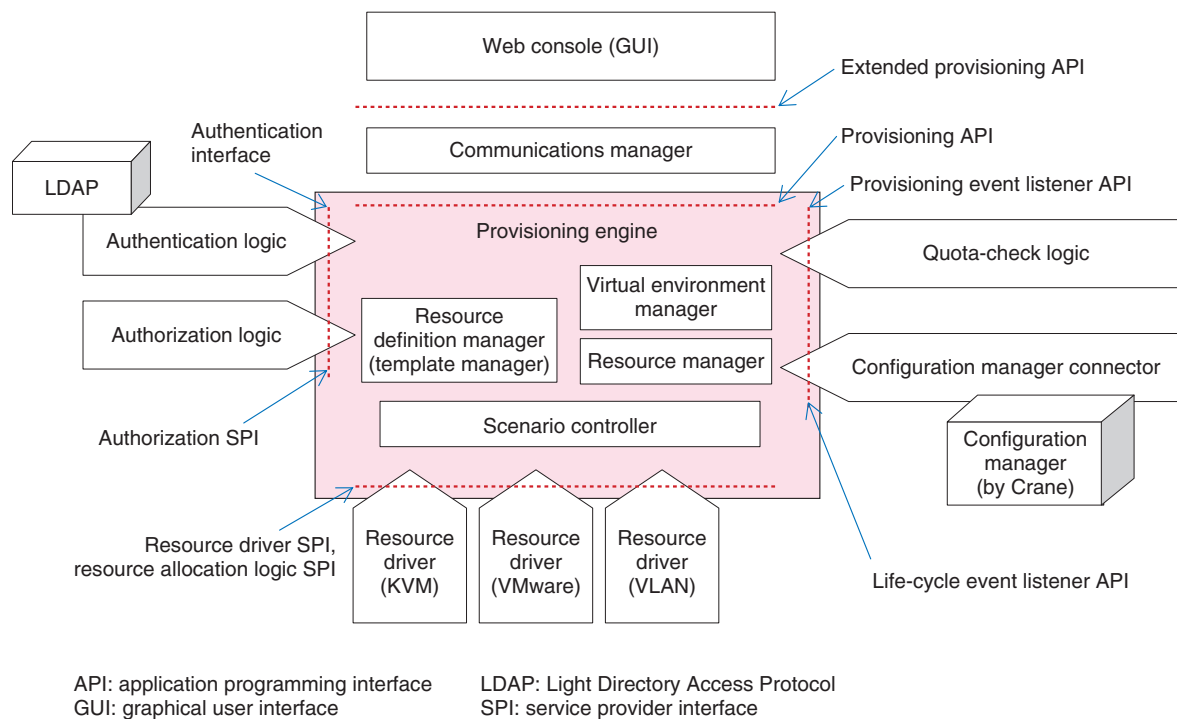 Web console (GUI)
Extended provisioning API
Authentication
interface
Communications manager
Provisioning API
LDAP
Provisioning event listener API
Authentication logic
Provisioning engine
Quota-check logic
Virtual environment
manager
Authorization logic
Resource
definition manager
(template manager)
Resource manager
Configuration manager connector
Authorization SPI
Scenario controller
Configuration
manager
(by Crane)
Resource driver SPI,
resource allocation logic SPI
Resource
driver
(KVM)
Resource
driver
(VMware)
Resource
driver
(VLAN)
Life-cycle event listener API
API: application programming interface
GUI: graphical user interface
LDAP: Light Directory Access Protocol
SPI: service provider interface